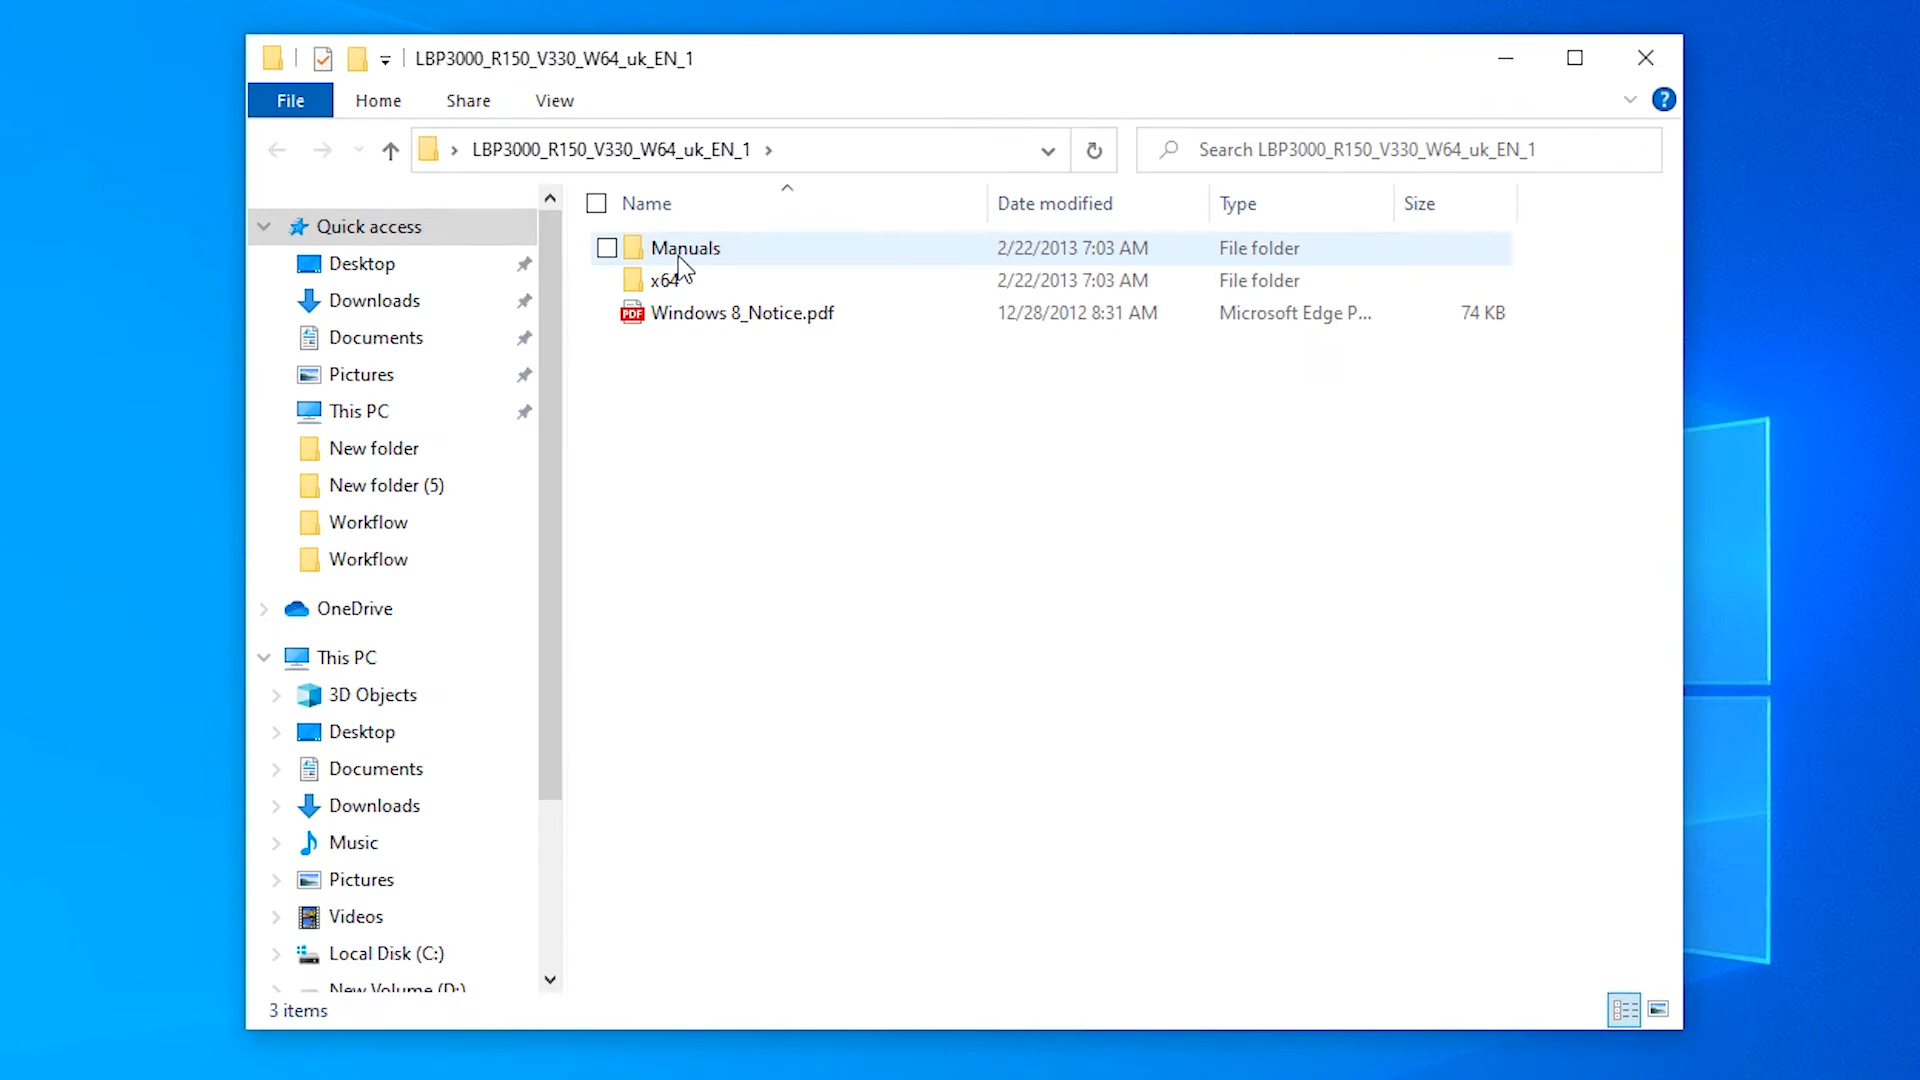 LBP3000_R150_V330_W64_uk_EN_1
File Home Share View ?
LBP3000_R150_V330_W64_uk_EN_1
Search LBP3000_R150_V330_W64_uk_EN_1
Name Date modified Type Size
Manuals 2/22/2013 7:03 AM File folder
x64 2/22/2013 7:03 AM File folder
PDF Windows 8_Notice.pdf 12/28/2012 8:31 AM Microsoft Edge P... 74 KB
Quick access
Desktop
Downloads
Documents
Pictures
This PC
New folder
New folder (5)
Workflow
Workflow
OneDrive
This PC
3D Objects
Desktop
Documents
Downloads
Music
Pictures
Videos
Local Disk (C:)
New Volume (D:)
3 items